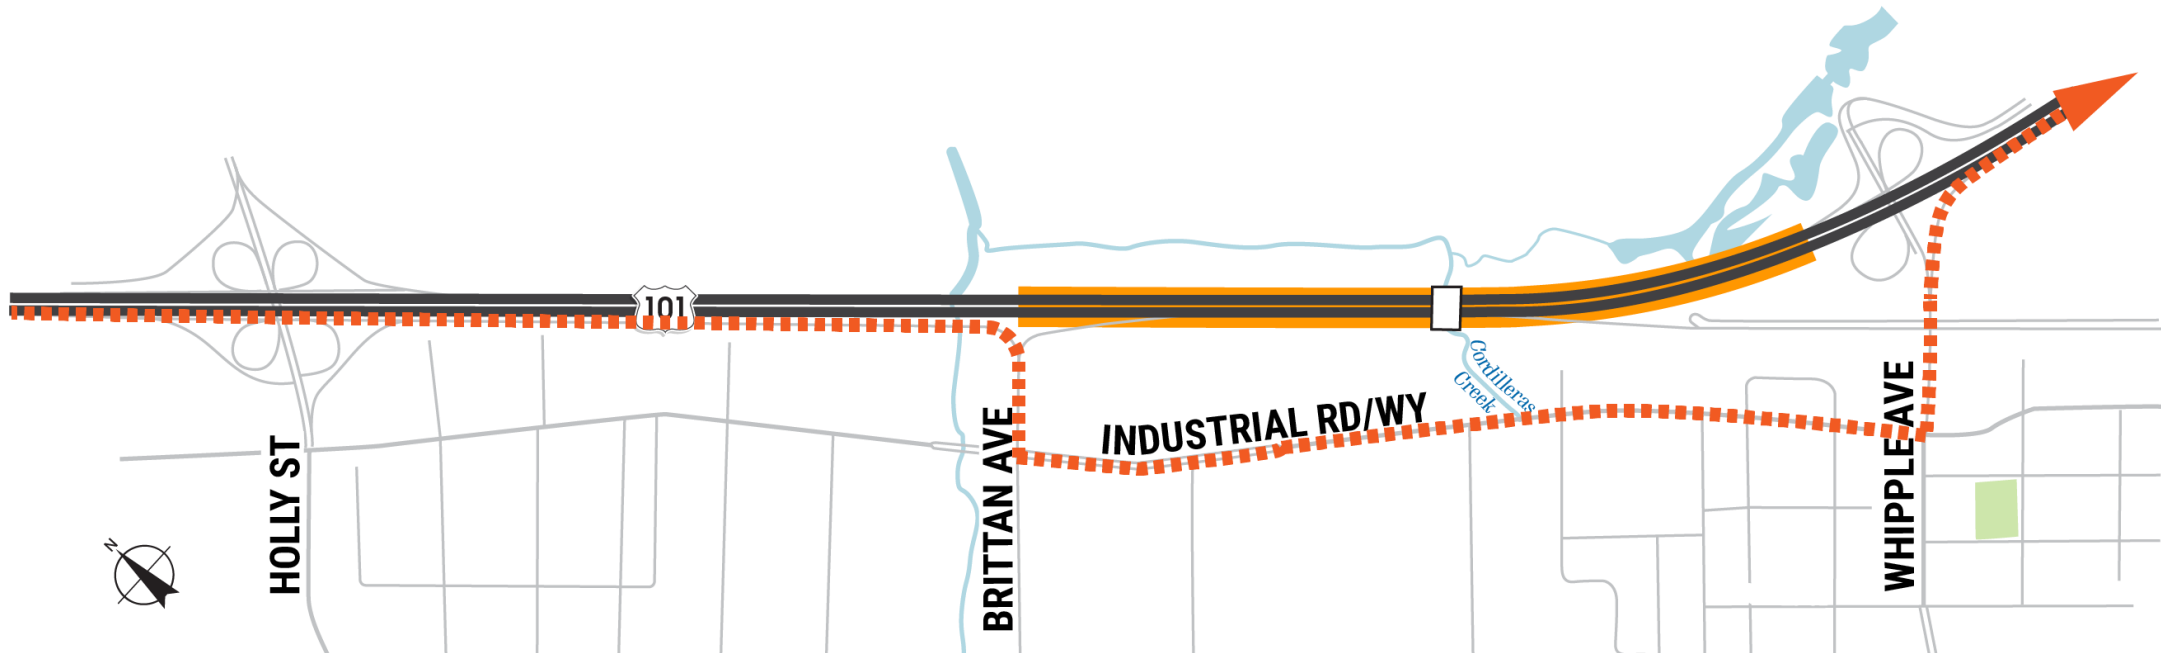 101
Cordilleras
Creek
INDUSTRIAL RD/WY
HOLLY ST
BRITTAN AVE
WHIPPLE AVE
N